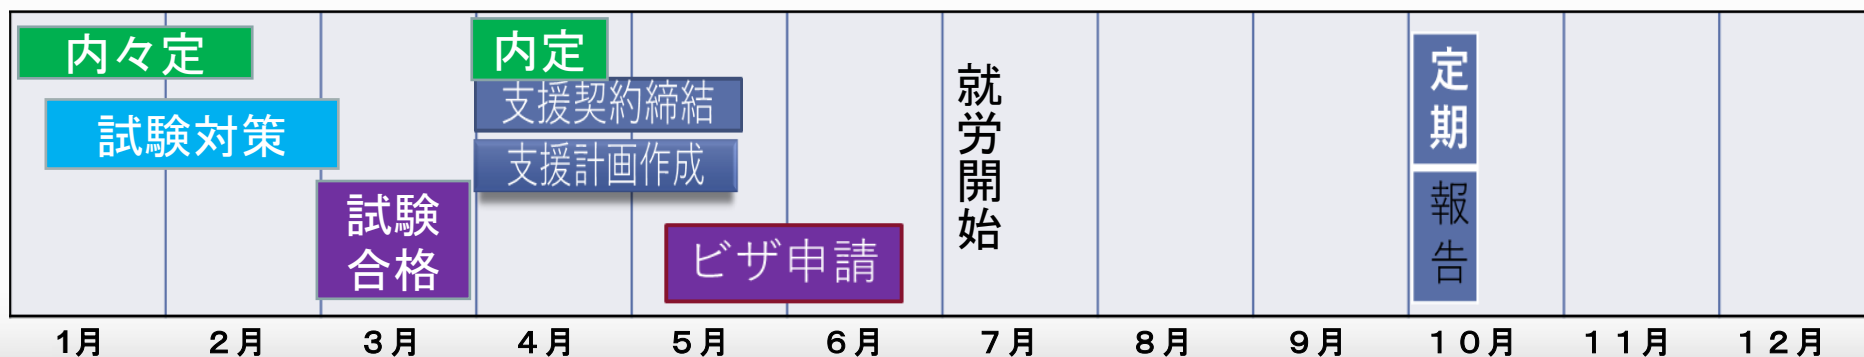 内々定
内定
支援契約締結
試験対策
支援計画作成
試験
合格
ビザ申請
就労開始
定期
報告
1月
2月
3月
4月
5月
6月
7月
8月
9月
10月
11月
12月